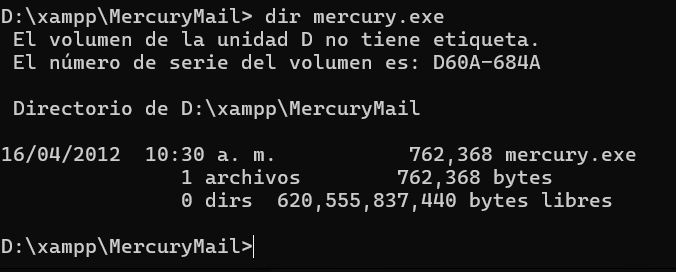 D:\xampp\MercuryMail> dir mercury.exe
El volumen de la unidad D no tiene etiqueta.
El número de serie del volumen es: D60A-684A
Directorio de D:\xampp\MercuryMail
16/04/2012  10:30 a. m.           762,368 mercury.exe
1 archivos        762,368 bytes
0 dirs  620,555,837,440 bytes libres
D:\xampp\MercuryMail>